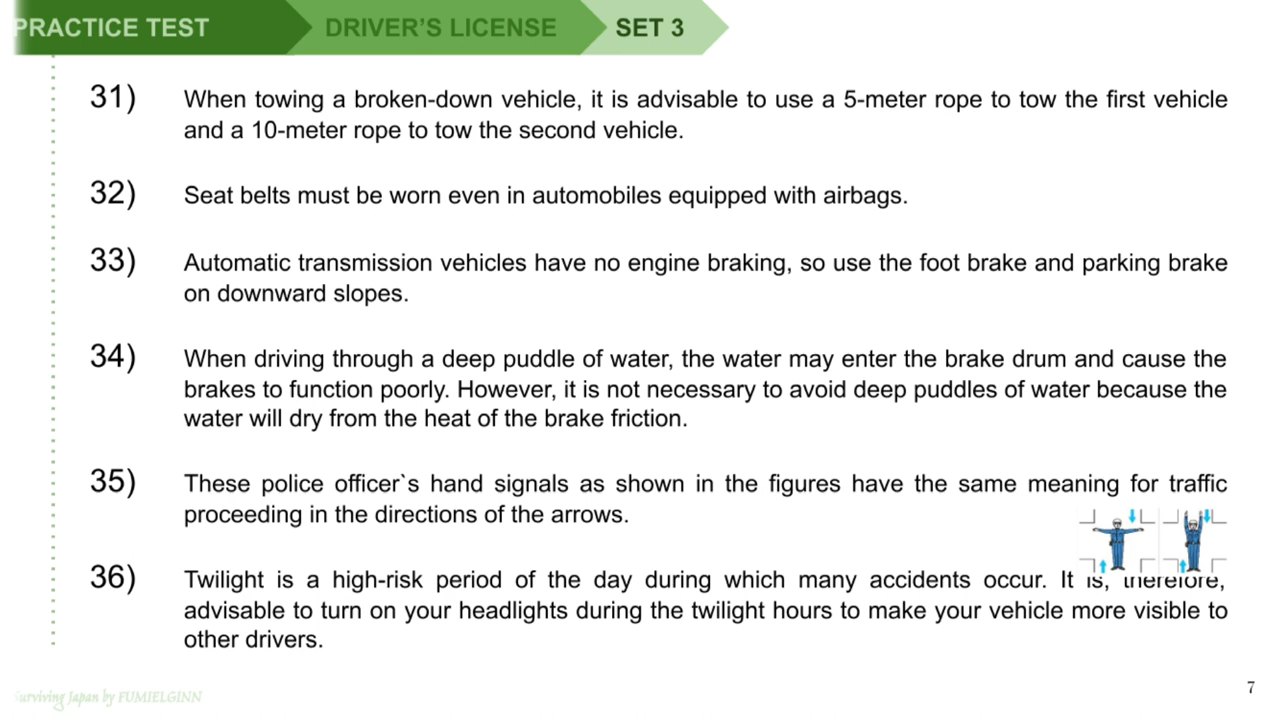 PRACTICE TEST DRIVER'S LICENSE SET 3
31) When towing a broken-down vehicle, it is advisable to use a 5-meter rope to tow the first vehicle
and a 10-meter rope to tow the second vehicle.
32) Seat belts must be worn even in automobiles equipped with airbags.
33) Automatic transmission vehicles have no engine braking, so use the foot brake and parking brake
on downward slopes.
34) When driving through a deep puddle of water, the water may enter the brake drum and cause the
brakes to function poorly. However, it is not necessary to avoid deep puddles of water because the
water will dry from the heat of the brake friction.
35) These police officer`s hand signals as shown in the figures have the same meaning for traffic
proceeding in the directions of the arrows.
36) Twilight is a high-risk period of the day during which many accidents occur. It is, therefore,
advisable to turn on your headlights during the twilight hours to make your vehicle more visible to
other drivers.
Surviving Japan by FUMIELGINN
7